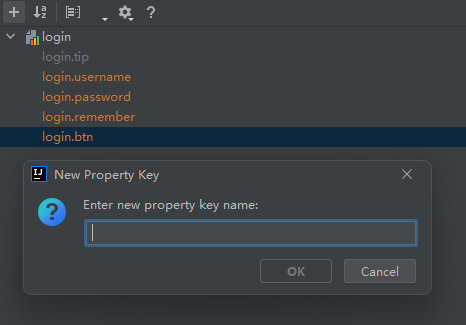 login
login.tip
login.username
login.password
login.remember
login.btn
IJ
New Property Key
Enter new property key name:
OK
Cancel